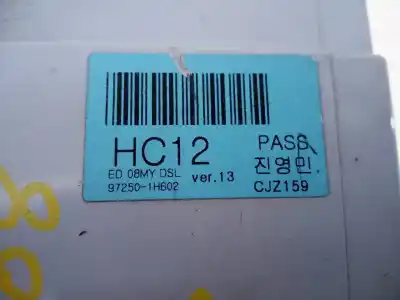 HC12
PASS
ED 08MY DSL
ver.13
진영민
97250-1H602
CJZ159